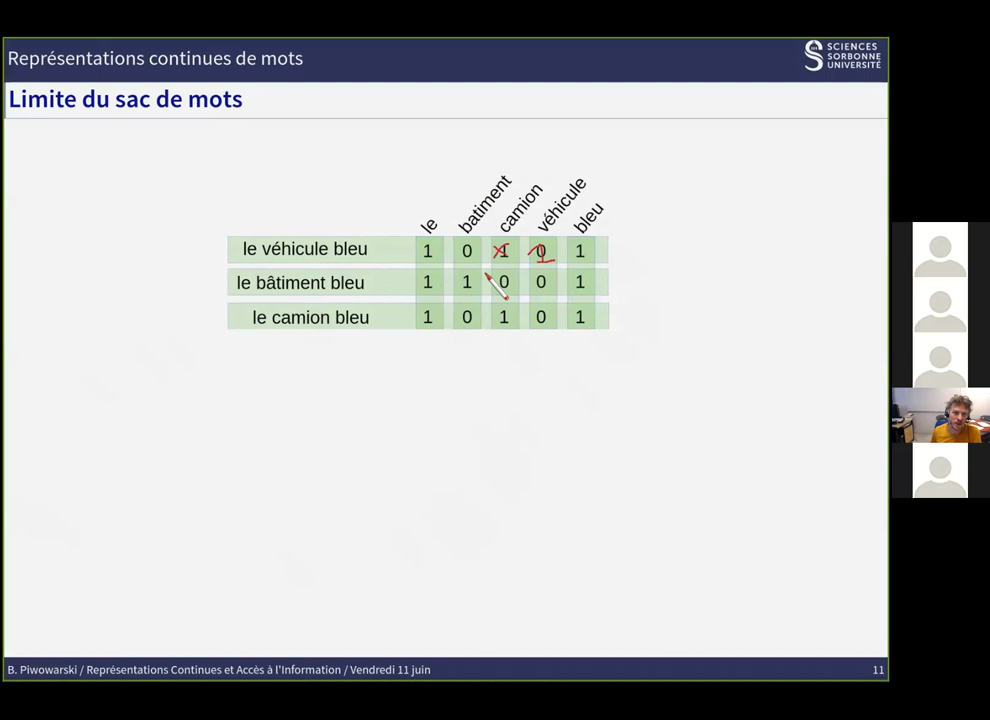 Représentations continues de mots
SCIENCES
SORBONNE
UNIVERSITÉ
Limite du sac de mots
le batiment camion véhicule bleu
le véhicule bleu 1 0 1 0 1
1
le bâtiment bleu 1 1 0 0 1
le camion bleu 1 0 1 0 1
B. Piwowarski / Représentations Continues et Accès à l'Information / Vendredi 11 juin 11